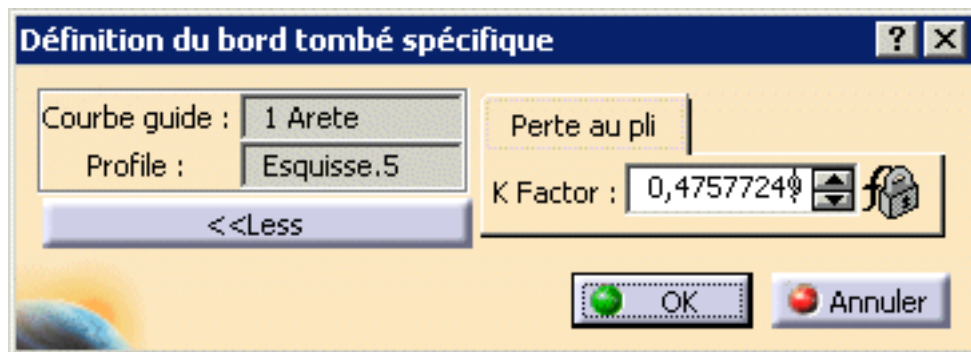 Définition du bord tombé spécifique
Courbe guide : 1 Arete
Profile : Esquisse.5
<<Less
Perte au pli
K Factor : 0,47577249
OK
Annuler